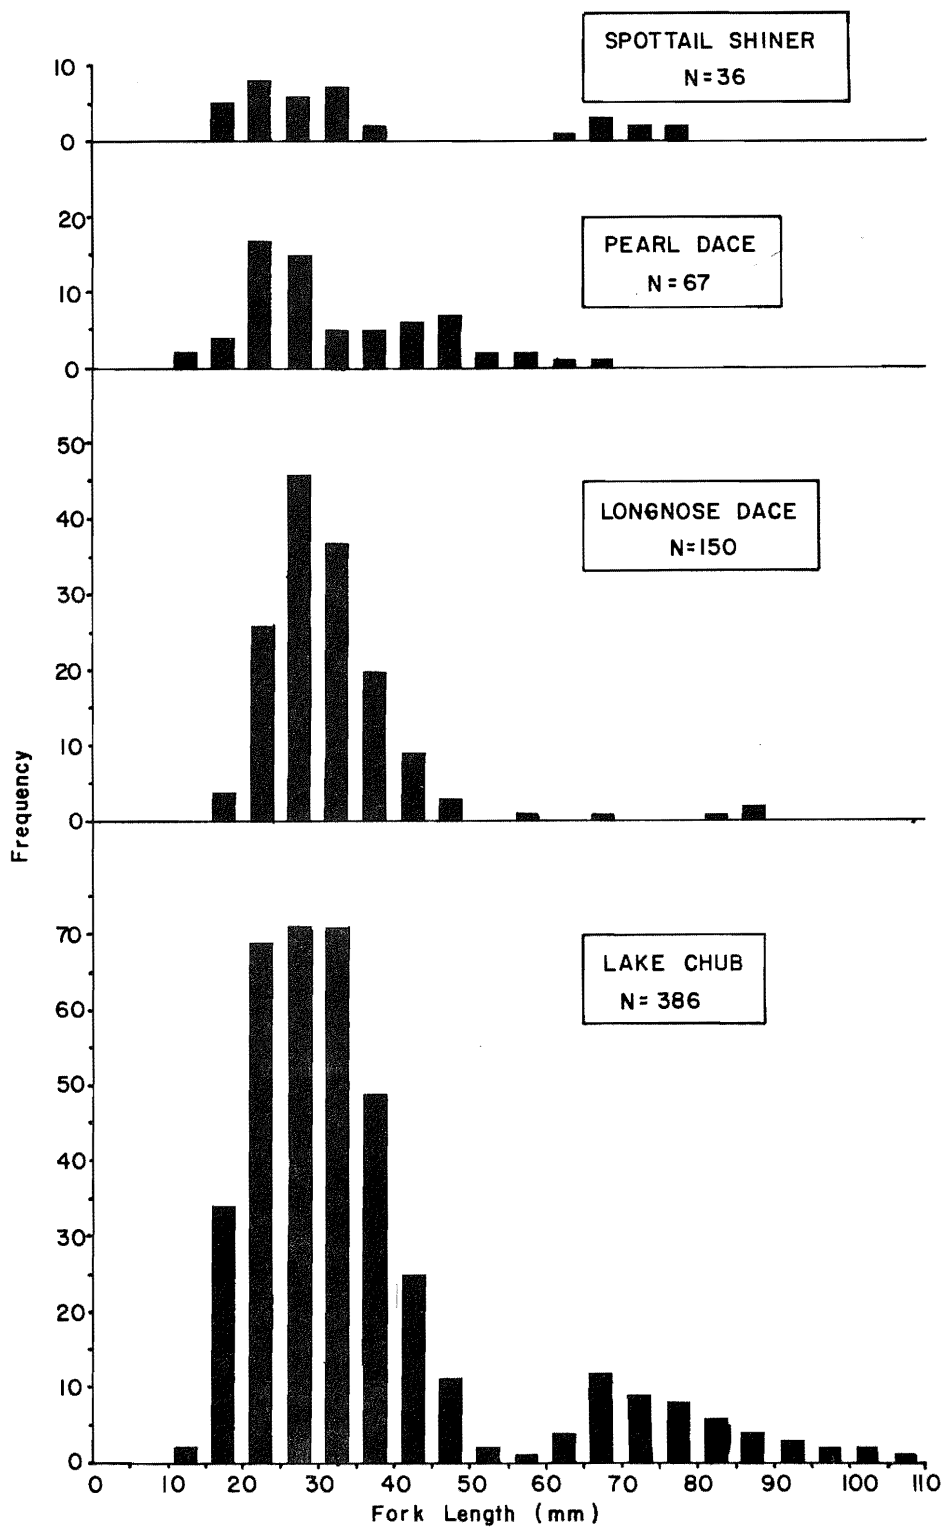 SPOTTAIL SHINER
N=36
10
0
PEARL DACE
N=67
20
10
0
LONGNOSE DACE
N=150
50
40
30
20
10
0
Frequency
LAKE CHUB
N=386
70
60
50
40
30
20
10
0
0 10 20 30 40 50 60 70 80 90 100 110
Fork Length (mm)